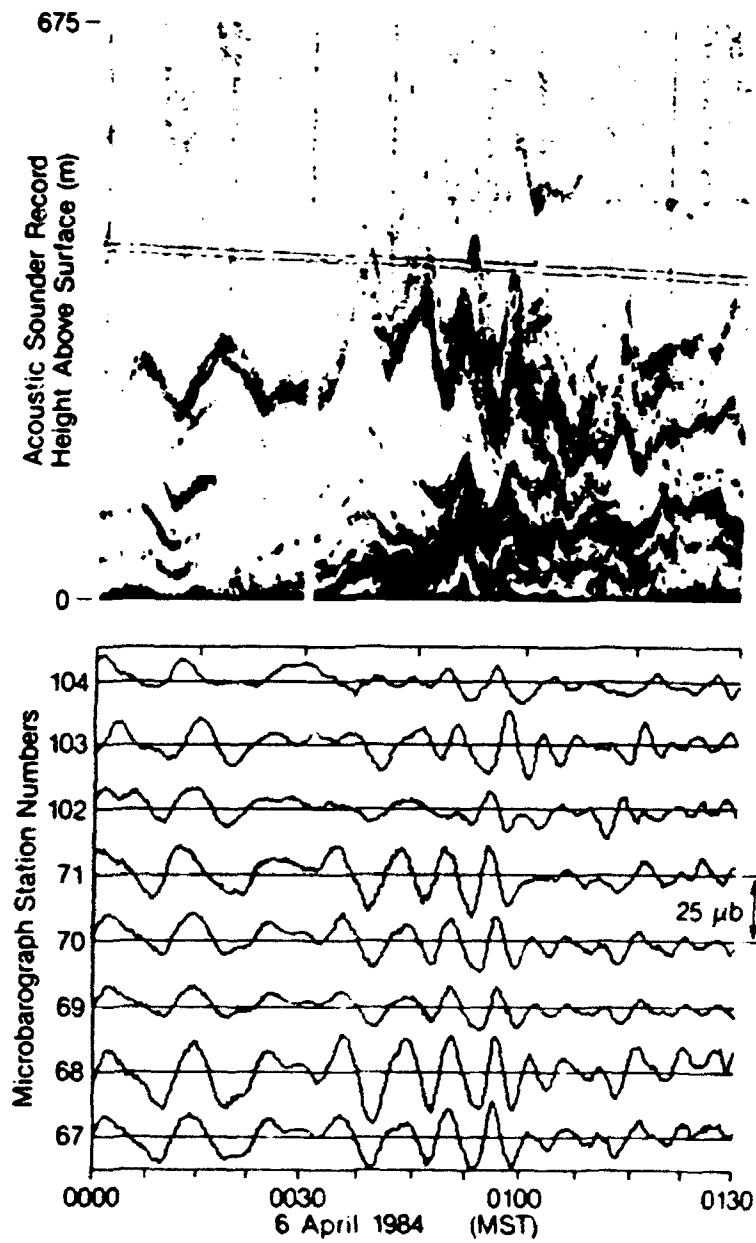 675
Acoustic Sounder Record
Height Above Surface (m)
0
Microbarograph Station Numbers
104
103
102
71
70
69
68
67
25 µb
0000 0030 0100 0130
6 April 1984 (MST)